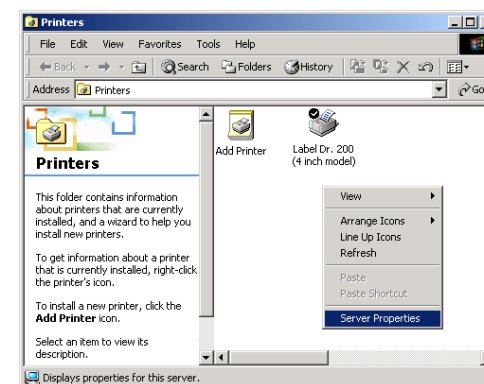 Printers
File Edit View Favorites Tools Help
Back Search Folders History
Address Printers Go
Printers
This folder contains information
about printers that are currently
installed, and a wizard to help you
install new printers.
To get information about a printer
that is currently installed, right-click
the printer's icon.
To install a new printer, click the
Add Printer icon.
Select an item to view its
description.
Add Printer
Label Dr. 200
(4 inch model)
View
Arrange Icons
Line Up Icons
Refresh
Paste
Paste Shortcut
Server Properties
Displays properties for this server.